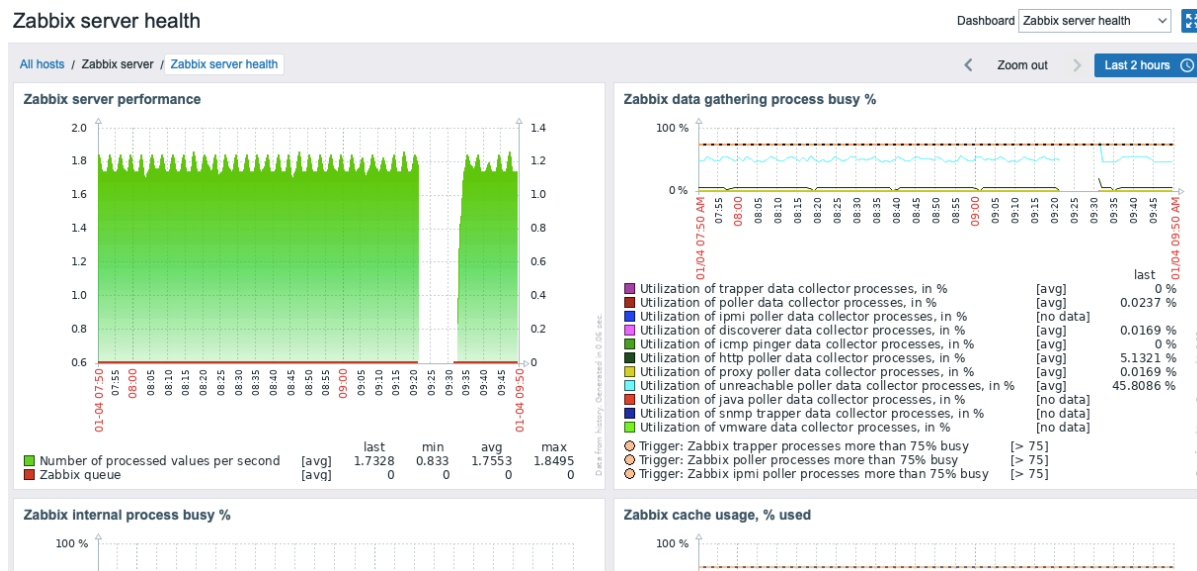 Zabbix server health
Dashboard Zabbix server health
All hosts / Zabbix server / Zabbix server health
Zoom out
Last 2 hours
Zabbix server performance
2.0
1.8
1.6
1.4
1.2
1.0
0.8
0.6
1.4
1.2
1.0
0.8
0.6
0.4
0.2
0
01-04 07:50 07:55 08:00 08:05 08:10 08:15 08:20 08:25 08:30 08:35 08:40 08:45 08:50 08:55 09:00 09:05 09:10 09:15 09:20 09:25 09:30 09:35 09:40 09:45 01-04 09:50
Data from history. Generated in 0.06 sec.
last min avg max
Number of processed values per second [avg] 1.7328 0.833 1.7553 1.8495
Zabbix queue [avg] 0 0 0 0
Zabbix data gathering process busy %
100 %
0 %
01/04 07:50 AM 07:55 08:00 08:05 08:10 08:15 08:20 08:25 08:30 08:35 08:40 08:45 08:50 08:55 09:00 09:05 09:10 09:15 09:20 09:25 09:30 09:35 09:40 09:45 01/04 09:50 AM
last
Utilization of trapper data collector processes, in % [avg] 0 %
Utilization of poller data collector processes, in % [avg] 0.0237 %
Utilization of ipmi poller data collector processes, in % [no data]
Utilization of discoverer data collector processes, in % [avg] 0.0169 %
Utilization of icmp pinger data collector processes, in % [avg] 0 %
Utilization of http poller data collector processes, in % [avg] 5.1321 %
Utilization of proxy poller data collector processes, in % [avg] 0.0169 %
Utilization of unreachable poller data collector processes, in % [avg] 45.8086 %
Utilization of java poller data collector processes, in % [no data]
Utilization of snmp trapper data collector processes, in % [no data]
Utilization of vmware data collector processes, in % [no data]
Trigger: Zabbix trapper processes more than 75% busy [> 75]
Trigger: Zabbix poller processes more than 75% busy [> 75]
Trigger: Zabbix ipmi poller processes more than 75% busy [> 75]
Zabbix internal process busy %
100 %
Zabbix cache usage, % used
100 %